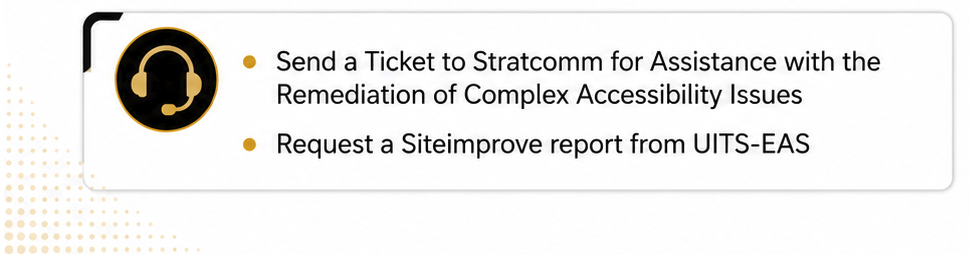 Send a Ticket to Stratcomm for Assistance with the
Remediation of Complex Accessibility Issues
Request a Siteimprove report from UITS-EAS